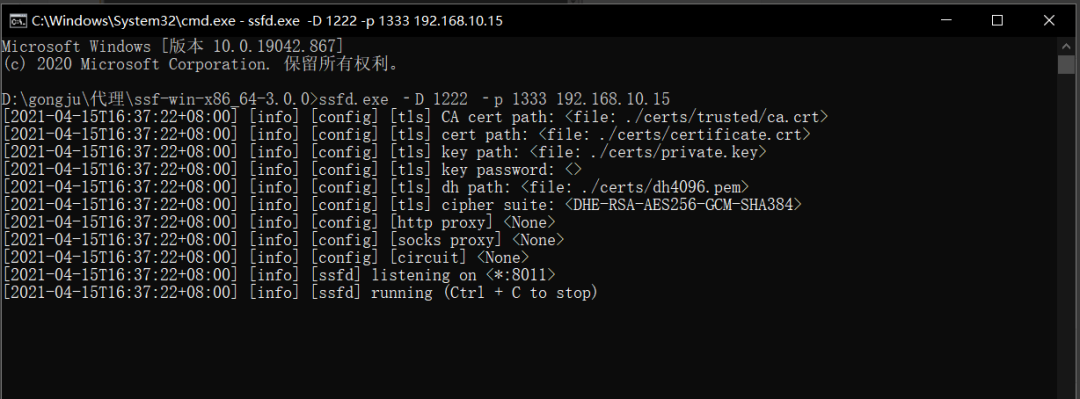 C:\Windows\System32\cmd.exe - ssfd.exe  -D 1222 -p 1333 192.168.10.15
Microsoft Windows [版本 10.0.19042.867]
(c) 2020 Microsoft Corporation. 保留所有权利。
D:\gongju\代理\ssf-win-x86_64-3.0.0>ssfd.exe  -D 1222  -p 1333 192.168.10.15
[2021-04-15T16:37:22+08:00] [info] [config] [tls] CA cert path: <file: ./certs/trusted/ca.crt>
[2021-04-15T16:37:22+08:00] [info] [config] [tls] cert path: <file: ./certs/certificate.crt>
[2021-04-15T16:37:22+08:00] [info] [config] [tls] key path: <file: ./certs/private.key>
[2021-04-15T16:37:22+08:00] [info] [config] [tls] key password: <>
[2021-04-15T16:37:22+08:00] [info] [config] [tls] dh path: <file: ./certs/dh4096.pem>
[2021-04-15T16:37:22+08:00] [info] [config] [tls] cipher suite: <DHE-RSA-AES256-GCM-SHA384>
[2021-04-15T16:37:22+08:00] [info] [config] [http proxy] <None>
[2021-04-15T16:37:22+08:00] [info] [config] [socks proxy] <None>
[2021-04-15T16:37:22+08:00] [info] [config] [circuit] <None>
[2021-04-15T16:37:22+08:00] [info] [ssfd] listening on <*:8011>
[2021-04-15T16:37:22+08:00] [info] [ssfd] running (Ctrl + C to stop)